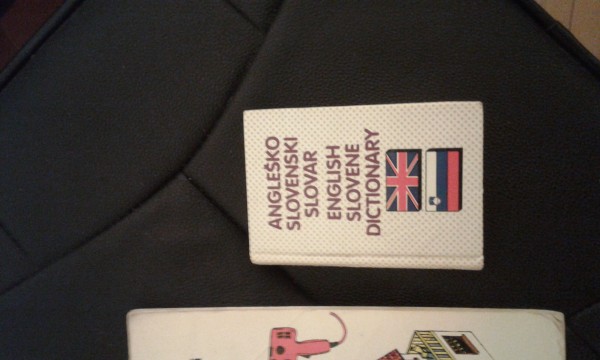 ANGLEŠKO
SLOVENSKI
SLOVAR
ENGLISH
SLOVENE
DICTIONARY